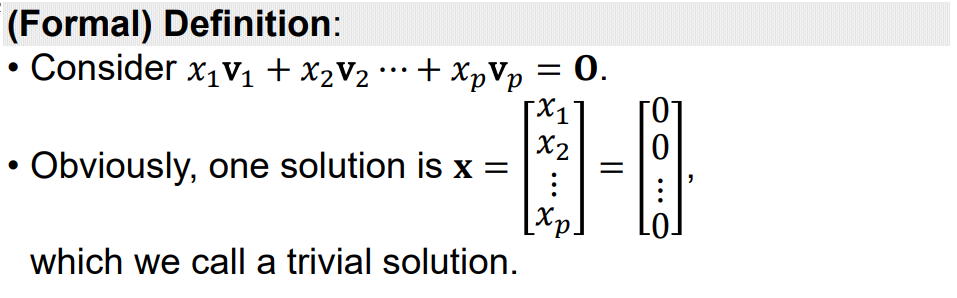 (Formal) Definition:
• Consider x₁𝐯₁ + x₂𝐯₂ ⋯ + xₚ𝐯ₚ = 𝟎.
• Obviously, one solution is 𝐱 = [x₁ x₂ ⋮ xₚ] = [0 0 ⋮ 0],
which we call a trivial solution.